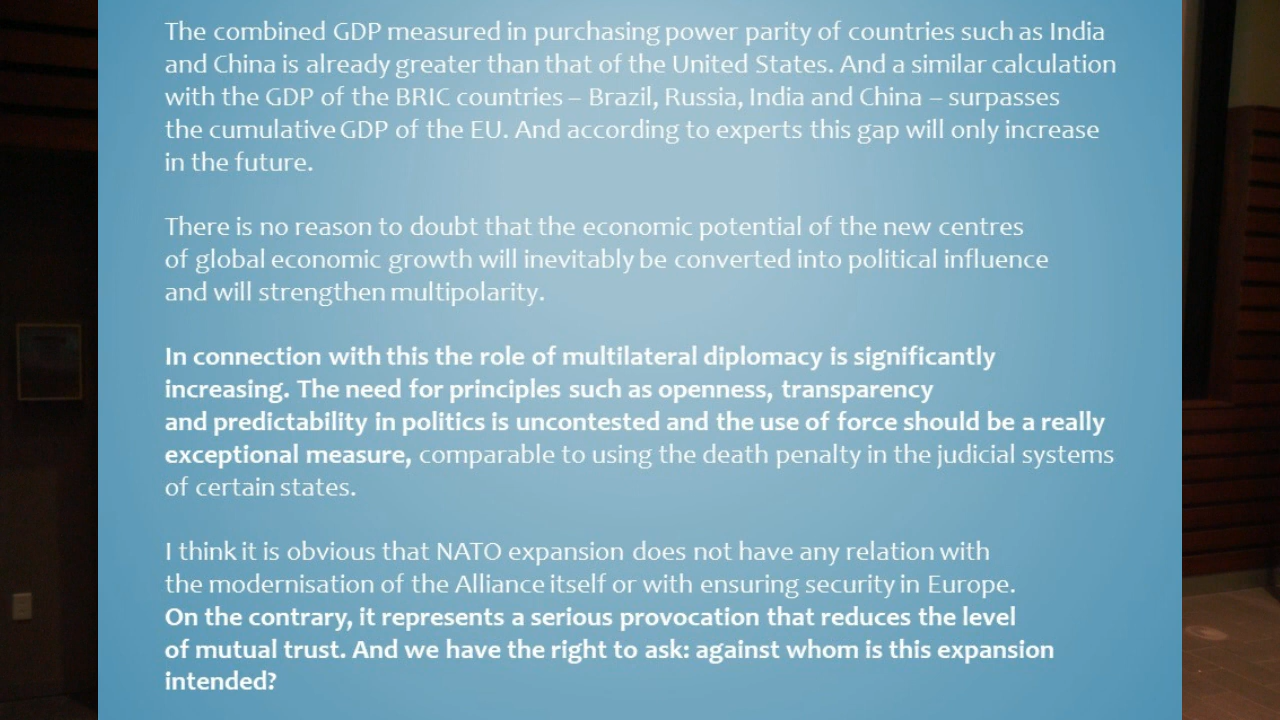 The combined GDP measured in purchasing power parity of countries such as India
and China is already greater than that of the United States. And a similar calculation
with the GDP of the BRIC countries – Brazil, Russia, India and China – surpasses
the cumulative GDP of the EU. And according to experts this gap will only increase
in the future.
There is no reason to doubt that the economic potential of the new centres
of global economic growth will inevitably be converted into political influence
and will strengthen multipolarity.
In connection with this the role of multilateral diplomacy is significantly
increasing. The need for principles such as openness, transparency
and predictability in politics is uncontested and the use of force should be a really
exceptional measure, comparable to using the death penalty in the judicial systems
of certain states.
I think it is obvious that NATO expansion does not have any relation with
the modernisation of the Alliance itself or with ensuring security in Europe.
On the contrary, it represents a serious provocation that reduces the level
of mutual trust. And we have the right to ask: against whom is this expansion
intended?